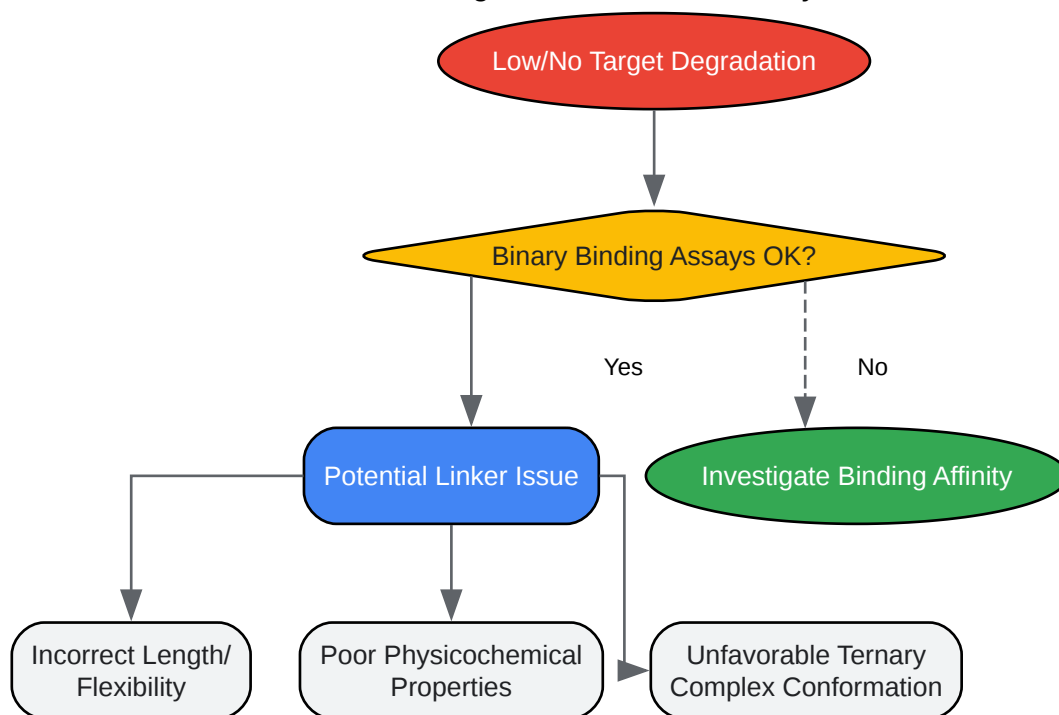 Low/No Target Degradation
Binary Binding Assays OK?
Yes
No
Potential Linker Issue
Investigate Binding Affinity
Incorrect Length/
Flexibility
Poor Physicochemical
Properties
Unfavorable Ternary
Complex Conformation